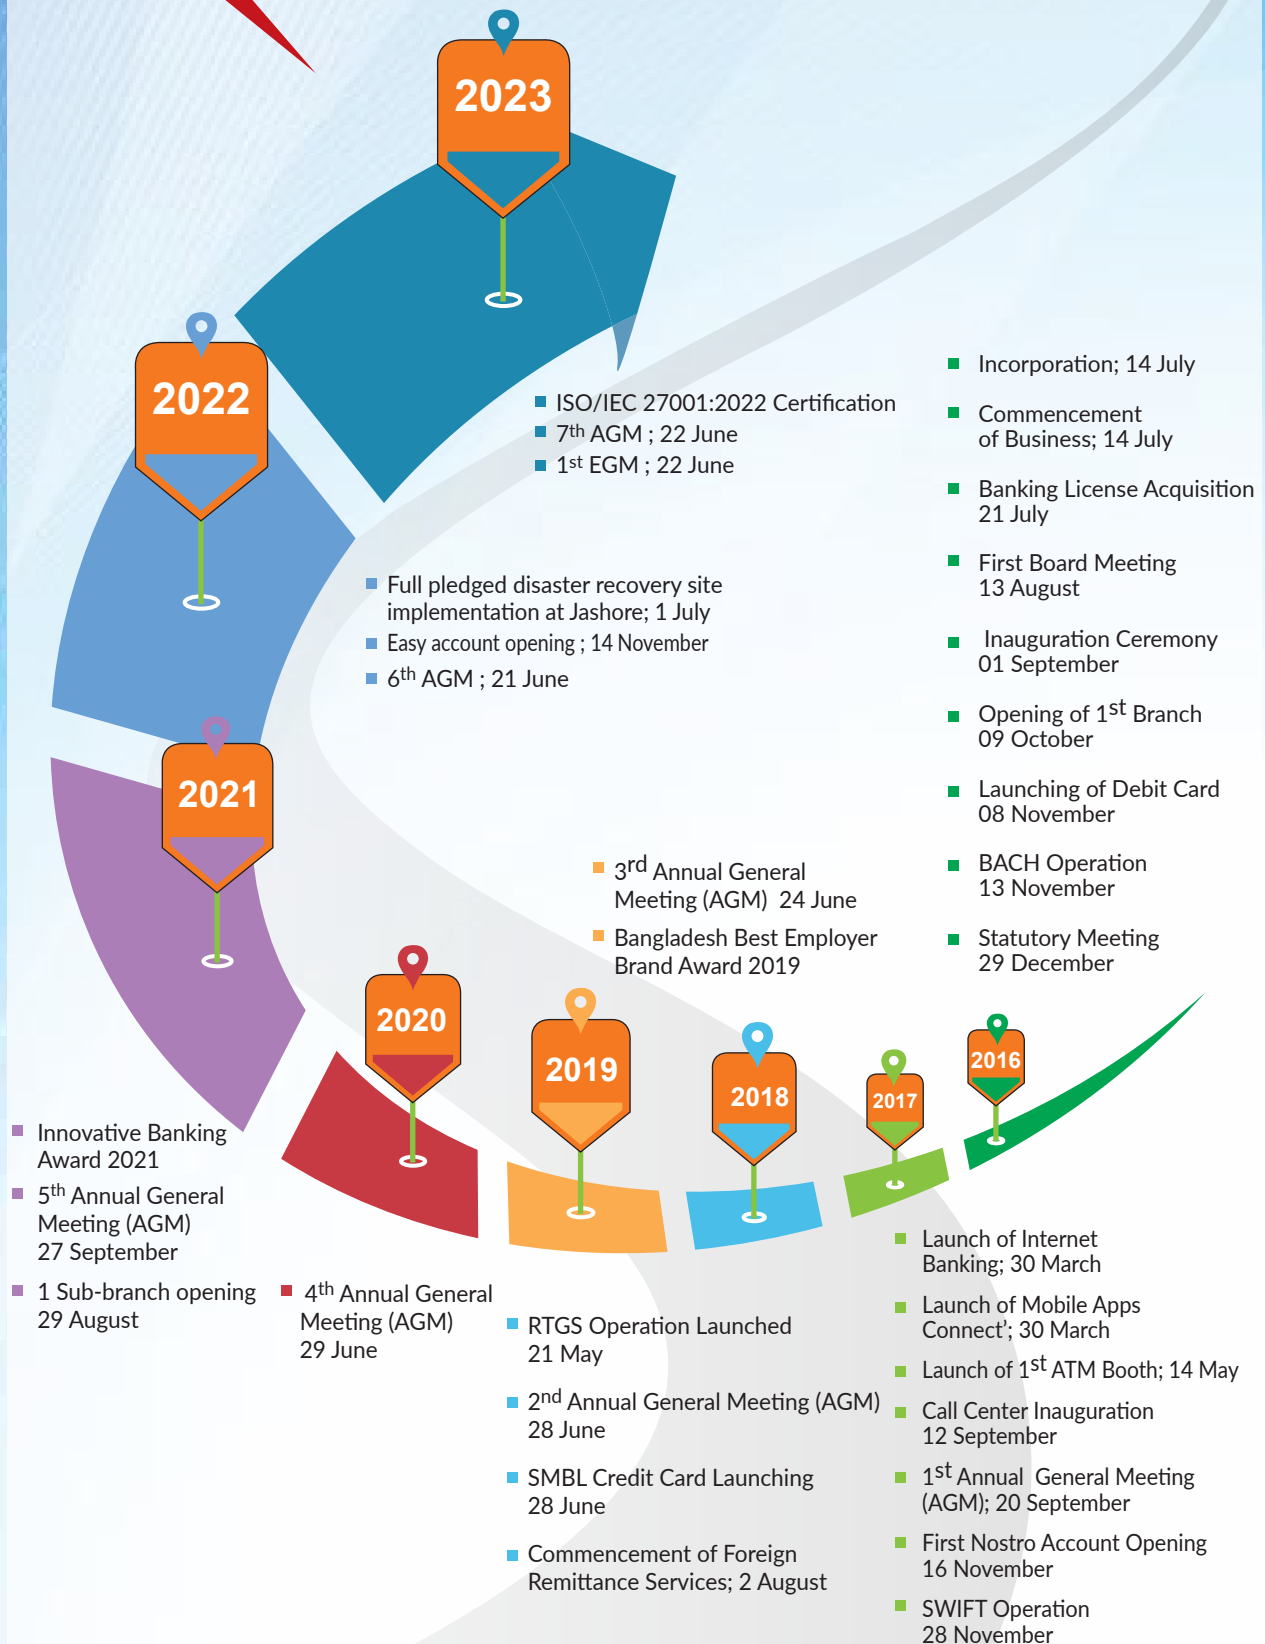 2023
2022
ISO/IEC 27001:2022 Certification
7th AGM ; 22 June
1st EGM ; 22 June
Full pledged disaster recovery site
implementation at Jashore; 1 July
Easy account opening ; 14 November
6th AGM ; 21 June
Incorporation; 14 July
Commencement
of Business; 14 July
Banking License Acquisition
21 July
First Board Meeting
13 August
Inauguration Ceremony
01 September
Opening of 1st Branch
09 October
Launching of Debit Card
08 November
BACH Operation
13 November
Statutory Meeting
29 December
2021
3rd Annual General
Meeting (AGM) 24 June
Bangladesh Best Employer
Brand Award 2019
2020
2019
2018
2017
2016
Innovative Banking
Award 2021
5th Annual General
Meeting (AGM)
27 September
1 Sub-branch opening
29 August
4th Annual General
Meeting (AGM)
29 June
RTGS Operation Launched
21 May
2nd Annual General Meeting (AGM)
28 June
SMBL Credit Card Launching
28 June
Commencement of Foreign
Remittance Services; 2 August
Launch of Internet
Banking; 30 March
Launch of Mobile Apps
Connect’; 30 March
Launch of 1st ATM Booth; 14 May
Call Center Inauguration
12 September
1st Annual General Meeting
(AGM); 20 September
First Nostro Account Opening
16 November
SWIFT Operation
28 November